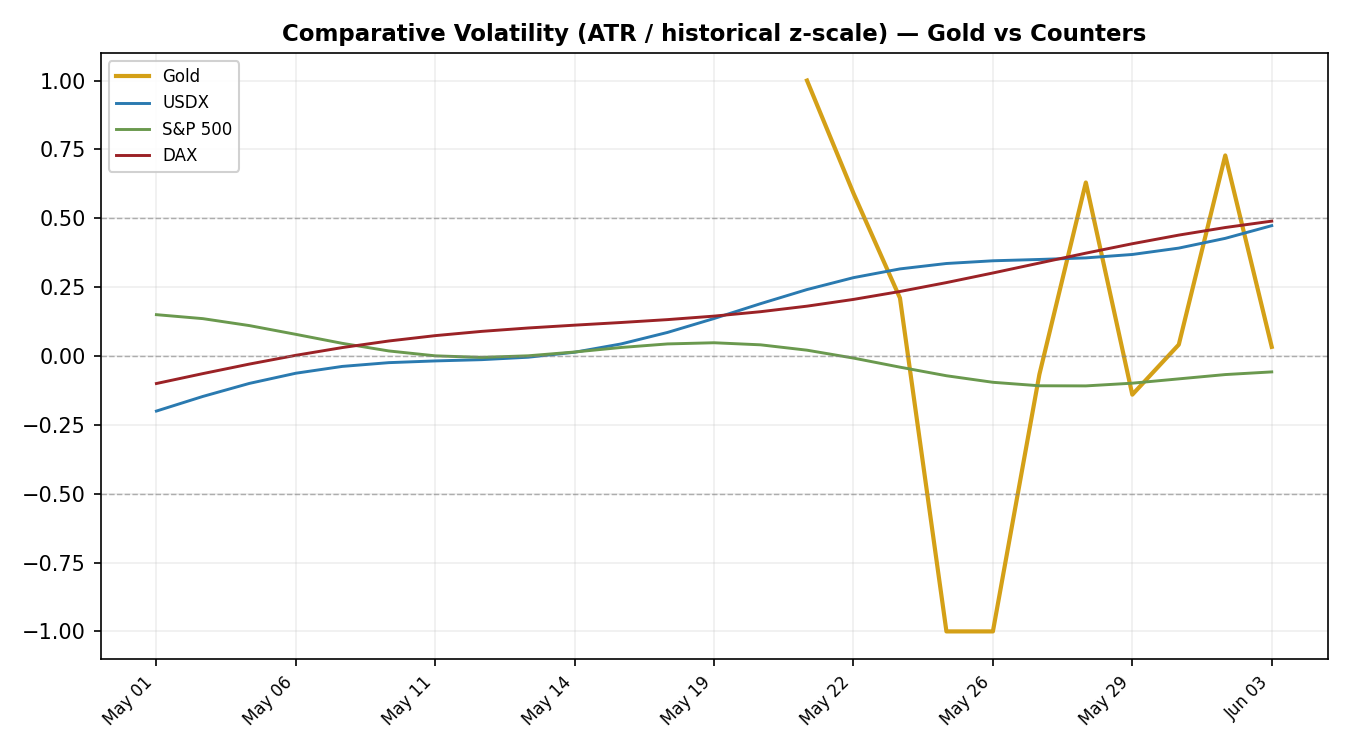 Comparative Volatility (ATR / historical z-scale) — Gold vs Counters
Gold
USDX
S&P 500
DAX
1.00
0.75
0.50
0.25
0.00
−0.25
−0.50
−0.75
−1.00
May 01
May 06
May 11
May 14
May 19
May 22
May 26
May 29
Jun 03